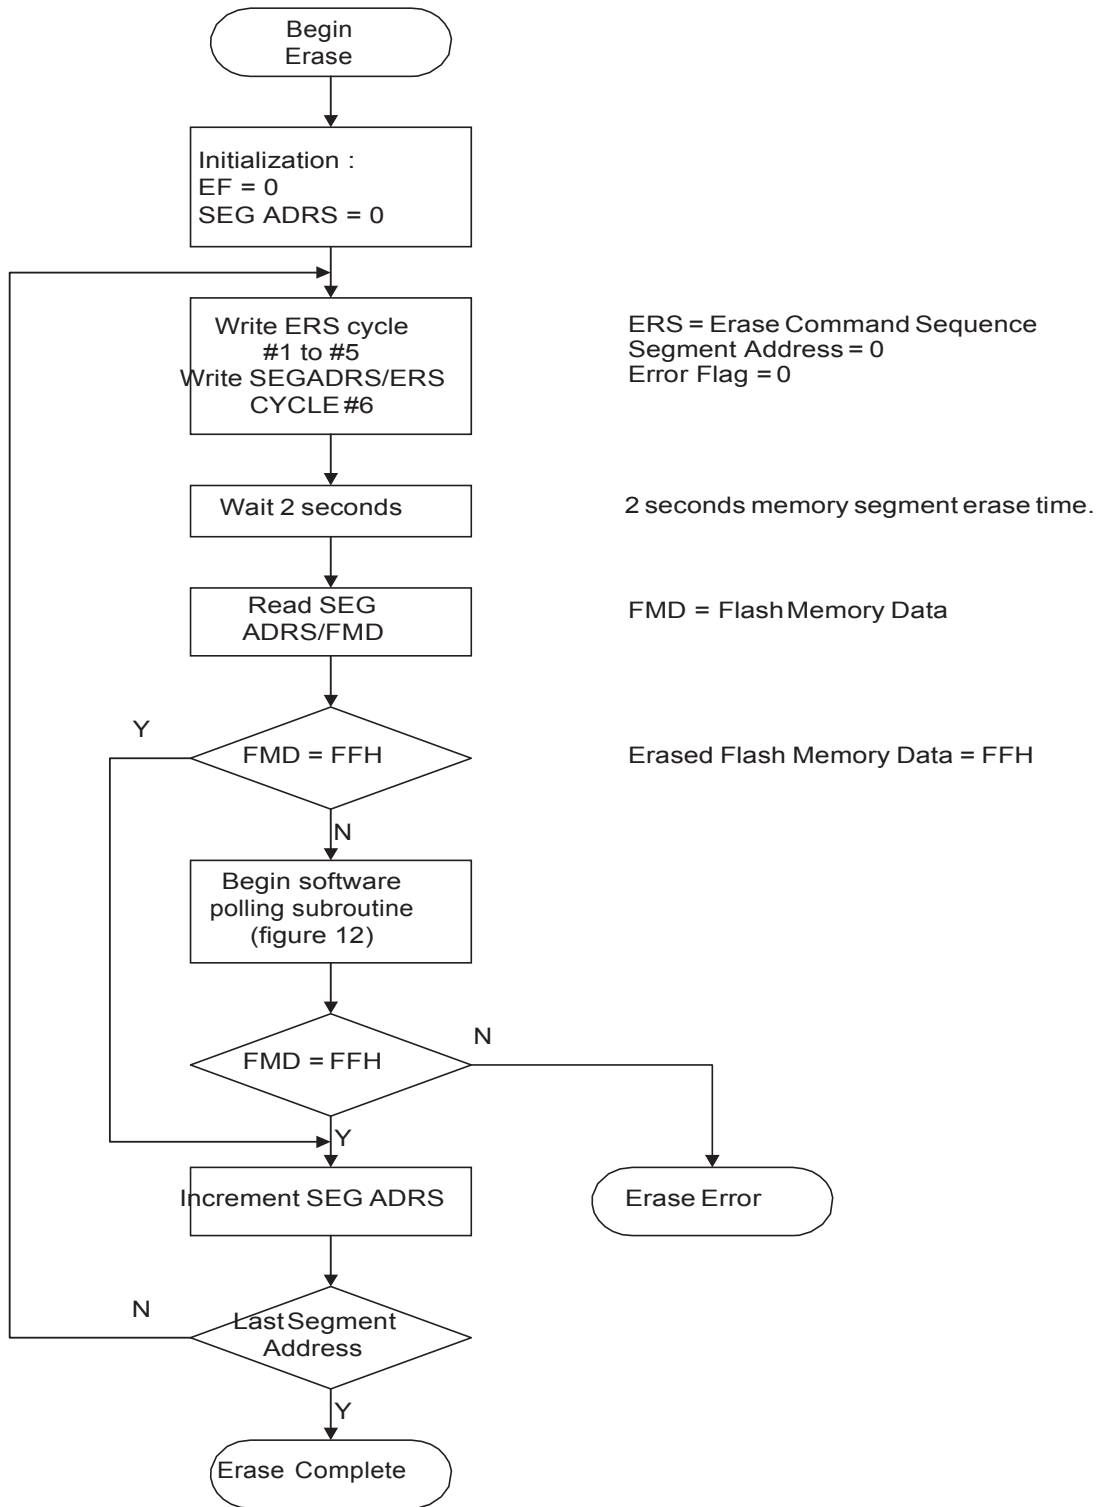 Begin
Erase
Initialization :
EF = 0
SEG ADRS = 0
Write ERS cycle
#1 to #5
Write SEGADRS/ERS
CYCLE #6
ERS = Erase Command Sequence
Segment Address = 0
Error Flag = 0
Wait 2 seconds
2 seconds memory segment erase time.
Read SEG
ADRS/FMD
FMD = Flash Memory Data
Y
FMD = FFH
Erased Flash Memory Data = FFH
N
Begin software
polling subroutine
(figure 12)
N
FMD = FFH
Y
Increment SEG ADRS
Erase Error
N
Last Segment
Address
Y
Erase Complete